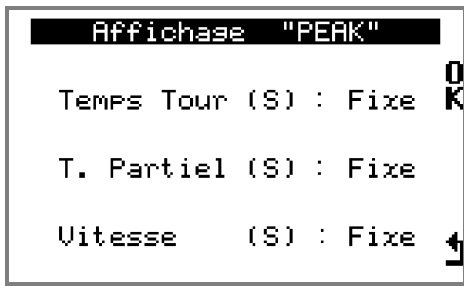 Affichage "PEAK"
OK
Temps Tour (S) : Fixe
T. Partiel (S) : Fixe
Vitesse (S) : Fixe